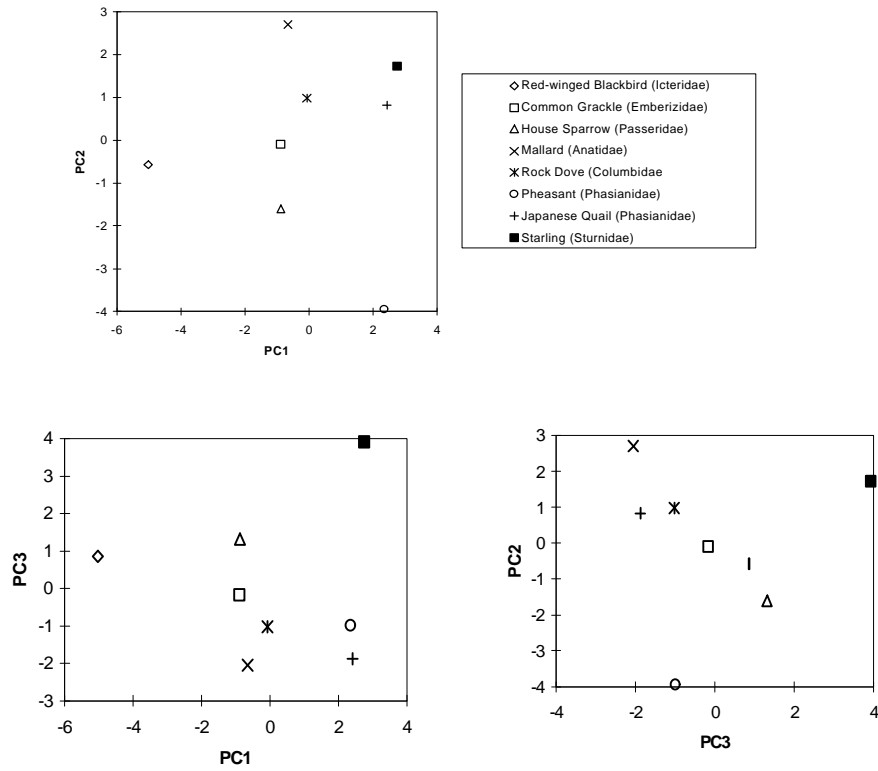 3
2
1
0
-1
-2
-3
-4
PC2
-6 -4 -2 0 2 4
PC1
Red-winged Blackbird (Icteridae)
Common Grackle (Emberizidae)
House Sparrow (Passeridae)
Mallard (Anatidae)
Rock Dove (Columbidae
Pheasant (Phasianidae)
Japanese Quail (Phasianidae)
Starling (Sturnidae)
4
3
2
1
0
-1
-2
-3
PC3
-6 -4 -2 0 2 4
PC1
3
2
1
0
-1
-2
-3
-4
PC2
-4 -2 0 2 4
PC3